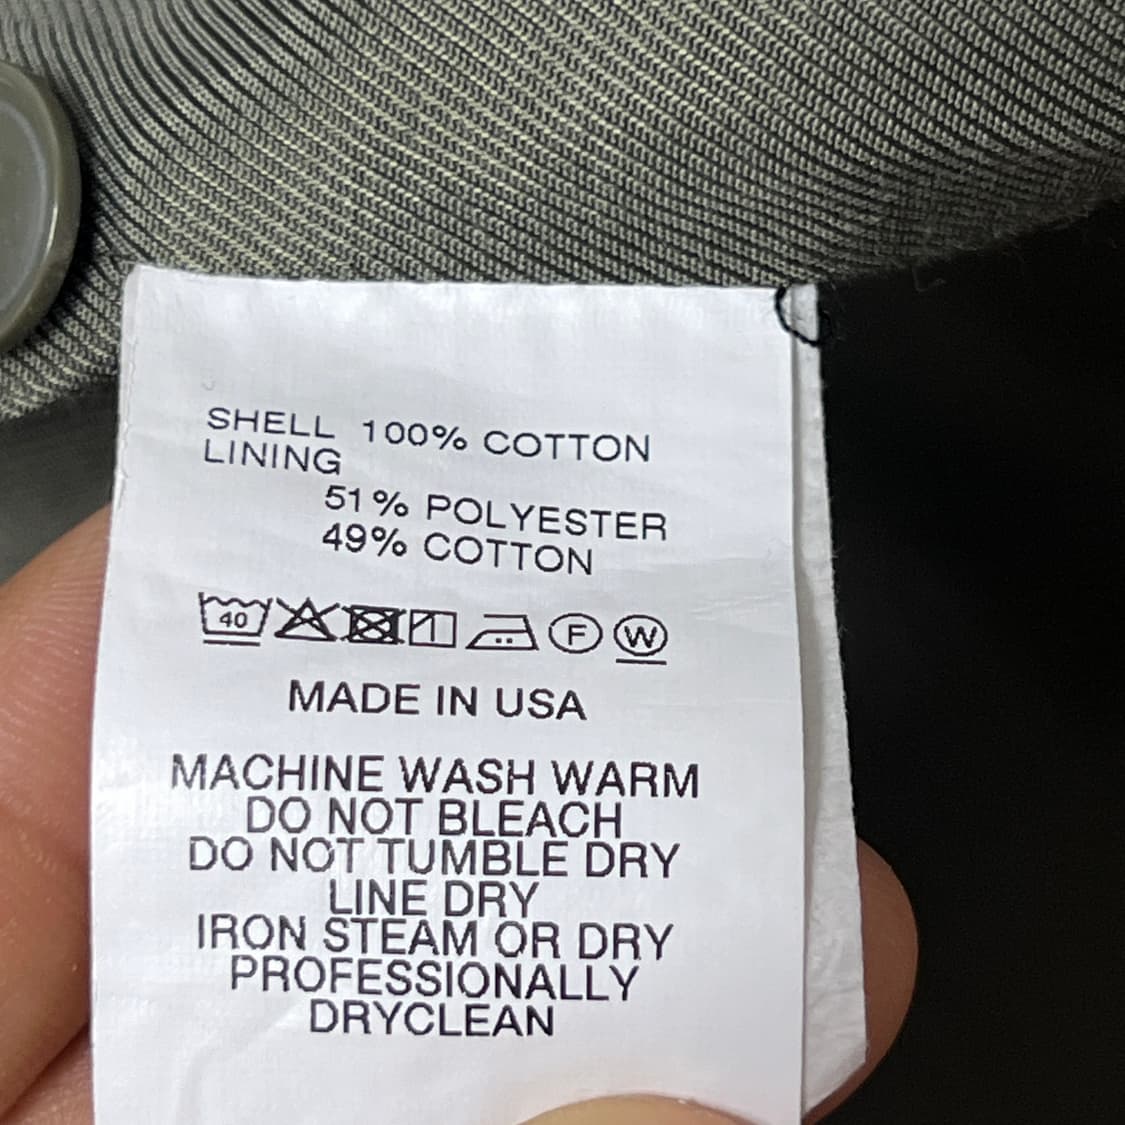 SHELL 100% COTTON
LINING
51% POLYESTER
49% COTTON
40 F W
MADE IN USA
MACHINE WASH WARM
DO NOT BLEACH
DO NOT TUMBLE DRY
LINE DRY
IRON STEAM OR DRY
PROFESSIONALLY
DRYCLEAN